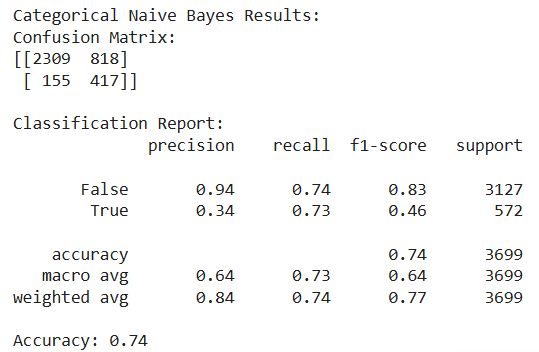 Categorical Naive Bayes Results:
Confusion Matrix:
[[2309  818]
 [ 155  417]]

Classification Report:
              precision    recall  f1-score   support

       False       0.94      0.74      0.83      3127
        True       0.34      0.73      0.46       572

    accuracy                           0.74      3699
   macro avg       0.64      0.73      0.64      3699
weighted avg       0.84      0.74      0.77      3699

Accuracy: 0.74